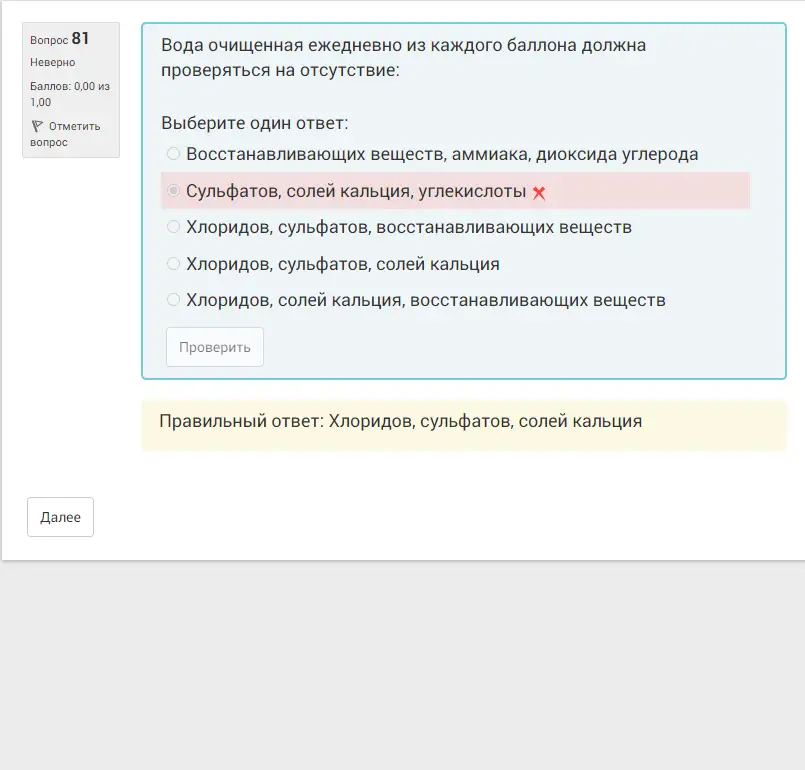 Вопрос 81
Неверно
Баллов: 0,00 из
1,00
Отметить
вопрос
Вода очищенная ежедневно из каждого баллона должна
проверяться на отсутствие:
Выберите один ответ:
Восстанавливающих веществ, аммиака, диоксида углерода
Сульфатов, солей кальция, углекислоты
Хлоридов, сульфатов, восстанавливающих веществ
Хлоридов, сульфатов, солей кальция
Хлоридов, солей кальция, восстанавливающих веществ
Проверить
Правильный ответ: Хлоридов, сульфатов, солей кальция
Далее